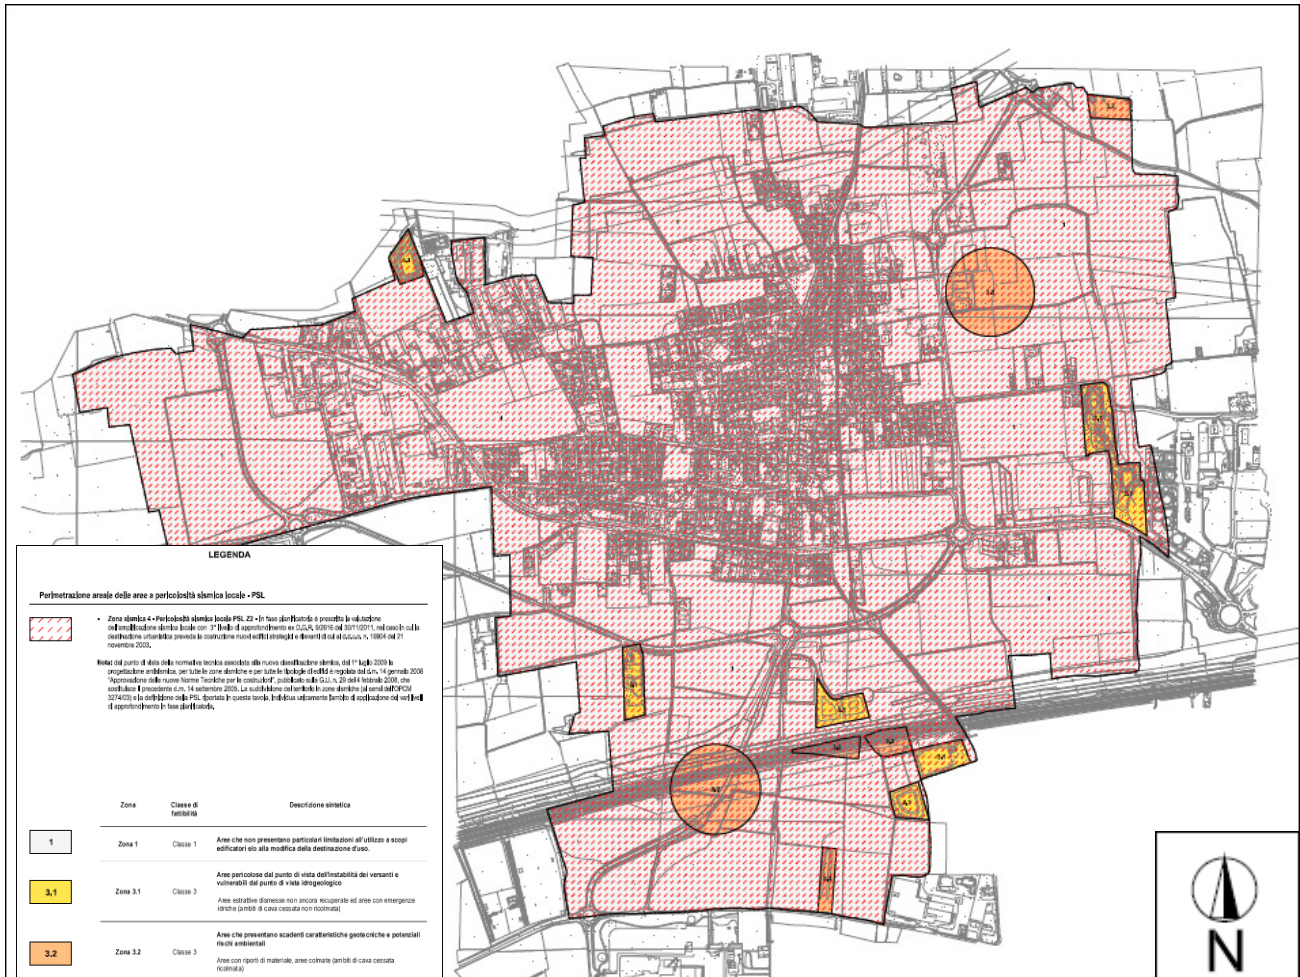 LEGENDA
Perimetrazione areale delle aree a pericolosità sismica locale - PSL
• Zona sismica 4 - Pericolosità sismica locale PSL Z2 - In fase pianificatoria è prescritta la valutazione
dell'amplificazione sismica locale con 3° livello di approfondimento ex D.G.R. 9/2616 del 30/11/2011, nel caso in cui la
destinazione urbanistica preveda la costruzione nuovi edifici strategici e rilevanti di cui al d.d.u.o. n. 19904 del 21
novembre 2003.
Nota: dal punto di vista della normativa tecnica associata alla nuova classificazione sismica, dal 1° luglio 2009 la
progettazione antisismica, per tutte le zone sismiche e per tutte le tipologie di edifici è regolata dal d.m. 14 gennaio 2008
"Approvazione delle nuove Norme Tecniche per le costruzioni", pubblicato sulla G.U. n. 29 del 4 febbraio 2008, che
sostituisce il precedente d.m. 14 settembre 2005. La suddivisione del territorio in zone sismiche (ai sensi dell'OPCM
3274/03) e la definizione della PSL riportata in questa tavola, individua unicamente l'ambito di applicazione dei vari livelli
di approfondimento in fase pianificatoria.
Zona Classe di fattibilità Descrizione sintetica
1 Zona 1 Classe 1 Aree che non presentano particolari limitazioni all'utilizzo a scopi
edificatori e/o alla modifica della destinazione d'uso.
3,1 Zona 3.1 Classe 3 Aree pericolose dal punto di vista dell'instabilità dei versanti e
vulnerabili dal punto di vista idrogeologico
Aree estrattive dismesse non ancora recuperate ed aree con emergenze
idriche (ambiti di cava cessata non ricolmata)
3.2 Zona 3.2 Classe 3 Aree che presentano scadenti caratteristiche geotecniche e potenziali
rischi ambientali
Aree con riporti di materiale, aree colmate (ambiti di cava cessata
ricolmata)
N